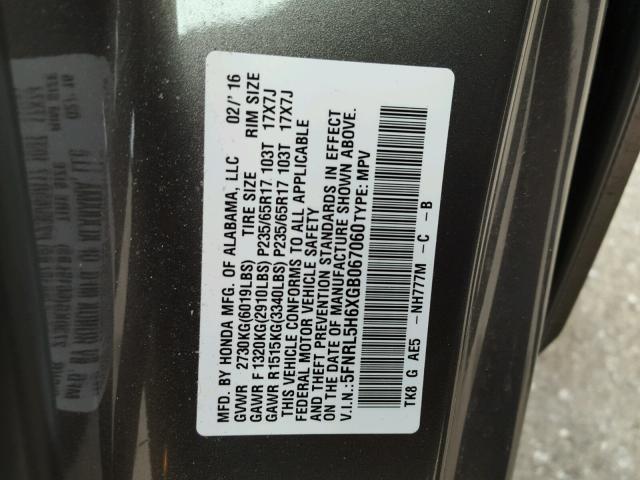 MFD. BY HONDA MFG. OF ALABAMA, LLC 02/' 16
GVWR 2730KG(6019LBS) TIRE SIZE RIM SIZE
GAWR F 1320KG(2910LBS) P235/65R17 103T 17X7J
GAWR R1515KG(3340LBS) P235/65R17 103T 17X7J
THIS VEHICLE CONFORMS TO ALL APPLICABLE
FEDERAL MOTOR VEHICLE SAFETY AND
THEFT PREVENTION STANDARDS IN EFFECT
ON THE DATE OF MANUFACTURE SHOWN ABOVE.
V.I.N.:5FNRL5H6XGB067060 TYPE: MPV
TK8 G AE5 -NH777M -C -B